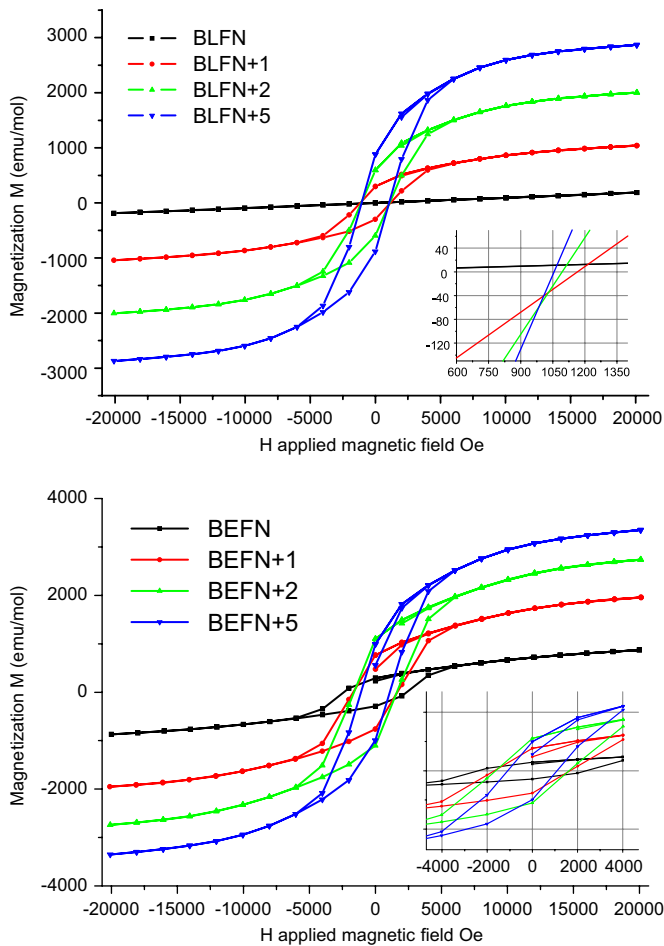 Magnetization M (emu/mol)
3000
2000
1000
0
-1000
-2000
-3000
BLFN
BLFN+1
BLFN+2
BLFN+5
40
0
-40
-80
-120
600 750 900 1050 1200 1350
-20000 -15000 -10000 -5000 0 5000 10000 15000 20000
H applied magnetic field Oe
Magnetization M (emu/mol)
4000
2000
0
-2000
-4000
BEFN
BEFN+1
BEFN+2
BEFN+5
-4000 -2000 0 2000 4000
-20000 -15000 -10000 -5000 0 5000 10000 15000 20000
H applied magnetic field Oe